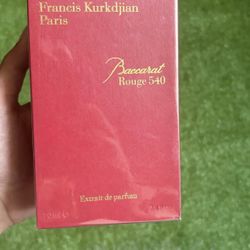 Francis Kurkdjian
Paris
Baccarat
Rouge 540
Extrait de parfum